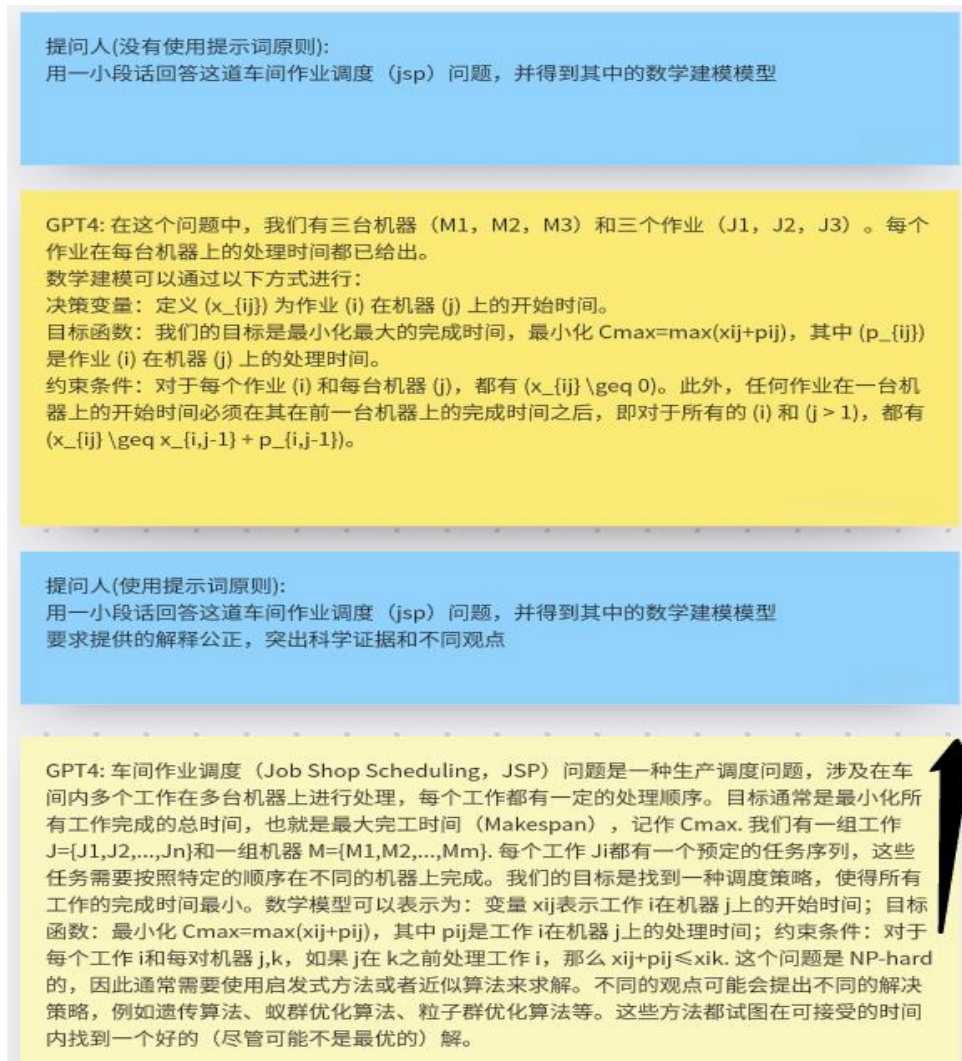 提问人(没有使用提示词原则):
用一小段话回答这道车间作业调度（jsp）问题，并得到其中的数学建模模型
GPT4: 在这个问题中，我们有三台机器（M1，M2，M3）和三个作业（J1，J2，J3）。每个
作业在每台机器上的处理时间都已给出。
数学建模可以通过以下方式进行：
决策变量：定义 (x_{ij}) 为作业 (i) 在机器 (j) 上的开始时间。
目标函数：我们的目标是最小化最大的完成时间，最小化 Cmax=max(xij+pij)，其中 (p_{ij})
是作业 (i) 在机器 (j) 上的处理时间。
约束条件：对于每个作业 (i) 和每台机器 (j)，都有 (x_{ij} \geq 0)。此外，任何作业在一台机
器上的开始时间必须在其在前一台机器上的完成时间之后，即对于所有的 (i) 和 (j > 1)，都有
(x_{ij} \geq x_{i,j-1} + p_{i,j-1})。
提问人(使用提示词原则):
用一小段话回答这道车间作业调度（jsp）问题，并得到其中的数学建模模型
要求提供的解释公正，突出科学证据和不同观点
GPT4: 车间作业调度（Job Shop Scheduling，JSP）问题是一种生产调度问题，涉及在车
间内多个工作在多台机器上进行处理，每个工作都有一定的处理顺序。目标通常是最小化所
有工作完成的总时间，也就是最大完工时间（Makespan），记作 Cmax. 我们有一组工作
J={J1,J2,...,Jn}和一组机器 M={M1,M2,...,Mm}. 每个工作 Ji都有一个预定的任务序列，这些
任务需要按照特定的顺序在不同的机器上完成。我们的目标是找到一种调度策略，使得所有
工作的完成时间最小。数学模型可以表示为：变量 xij表示工作 i在机器 j上的开始时间；目标
函数：最小化 Cmax=max(xij+pij)，其中 pij是工作 i在机器 j上的处理时间；约束条件：对于
每个工作 i和每对机器 j,k，如果 j在 k之前处理工作 i，那么 xij+pij≤xik. 这个问题是 NP-hard
的，因此通常需要使用启发式方法或者近似算法来求解。不同的观点可能会提出不同的解决
策略，例如遗传算法、蚁群优化算法、粒子群优化算法等。这些方法都试图在可接受的时间
内找到一个好的（尽管可能不是最优的）解。